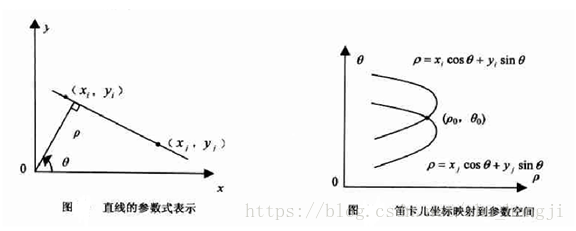 y
(xᵢ, yᵢ)
ρ
(xⱼ, yⱼ)
θ
0
x
图 直线的参数式表示
θ
ρ = xᵢ cos θ + yᵢ sin θ
(ρ₀, θ₀)
ρ = xⱼ cos θ + yⱼ sin θ
0
ρ
图 笛卡儿坐标映射到参数空间
https://blog.cs